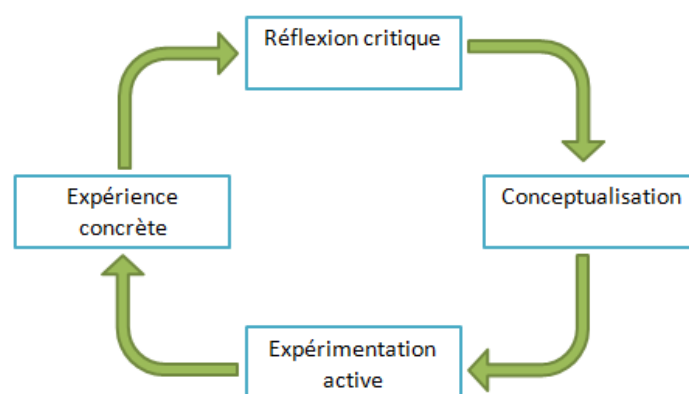 Réflexion critique
Expérience
concrète
Conceptualisation
Expérimentation
active